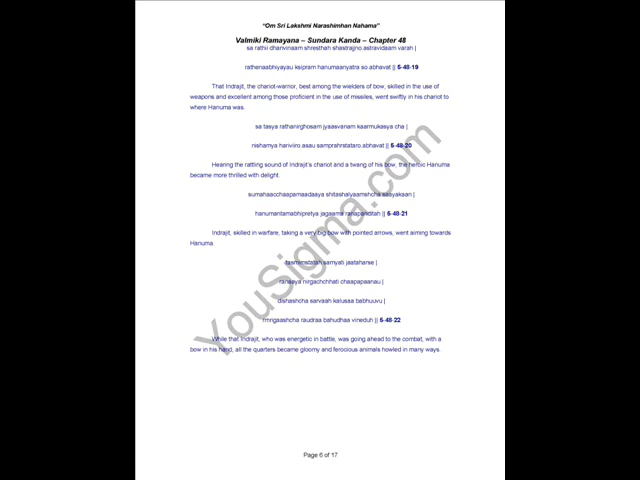 "Om Sri Lakshmi Narashimhan Nahama"
Valmiki Ramayana – Sundara Kanda – Chapter 48
sa rathii dhanvinaam shresthah shastrajjno.astravidaam varah |
rathenaabhiyayau ksipram hanumaanyatra so.abhavat || 5-48-19
That Indrajit, the chariot-warrior, best among the wielders of bow, skilled in the use of
weapons and excellent among those proficient in the use of missiles, went swiftly in his chariot to
where Hanuma was.
sa tasya rathanirghosam jyaasvanam kaarmukasya cha |
nishamya hariviiro.asau samprahrstataro.abhavat || 5-48-20
Hearing the rattling sound of Indrajit's chariot and a twang of his bow, the heroic Hanuma
became more thrilled with delight.
sumahaacchaapamaadaaya shitashalyaamshcha saayakaan |
hanumantamabhipretya jagaama ranapanditah || 5-48-21
Indrajit, skilled in warfare, taking a very big bow with pointed arrows, went aiming towards
Hanuma.
tasmimstatah samyati jaataharse |
ranaaya nirgachchhati chaapapaanau |
dishashcha sarvaah kalusaa babhuuvu |
rmrigaashcha raudraa bahudhaa vineduh || 5-48-22
While that Indrajit, who was energetic in battle, was going ahead to the combat, with a
bow in his hand, all the quarters became gloomy and ferocious animals howled in many ways.
YouSigma.com
Page 6 of 17